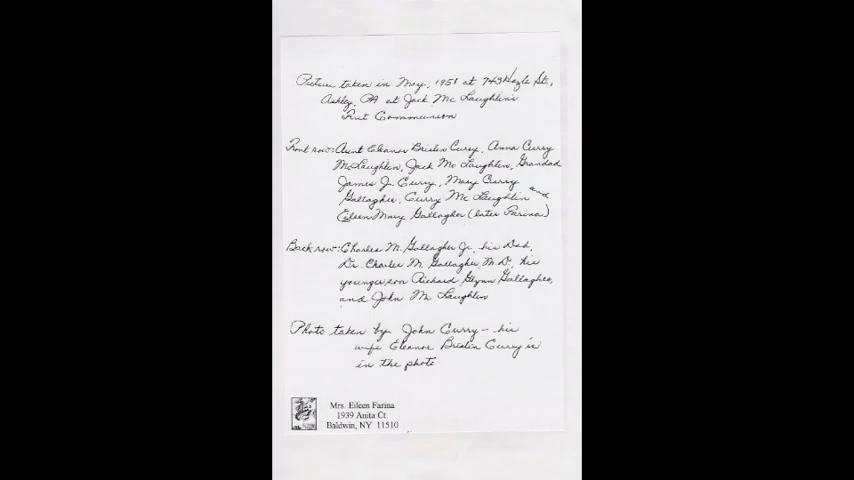 Picture taken in May, 1951 at 743 Hazle St.,
Ashley, PA at Jack McLaughlin's
First Communion
Front row: Aunt Eleanor Breslin Curry, Anna Curry
McLaughlin, Jack McLaughlin, Grandad
James J. Curry, Mary Curry
Gallagher, Curry McLaughlin and
Eileen Mary Gallagher (later Farina)
Back row: Charles M. Gallagher Jr., his Dad,
Dr. Charles M. Gallagher, M.D., his
younger son Richard Glynn Gallagher,
and John McLaughlin
Photo taken by John Curry - his
wife Eleanor Breslin Curry is
in the photo
Mrs. Eileen Farina
1939 Anita Ct.
Baldwin, NY 11510